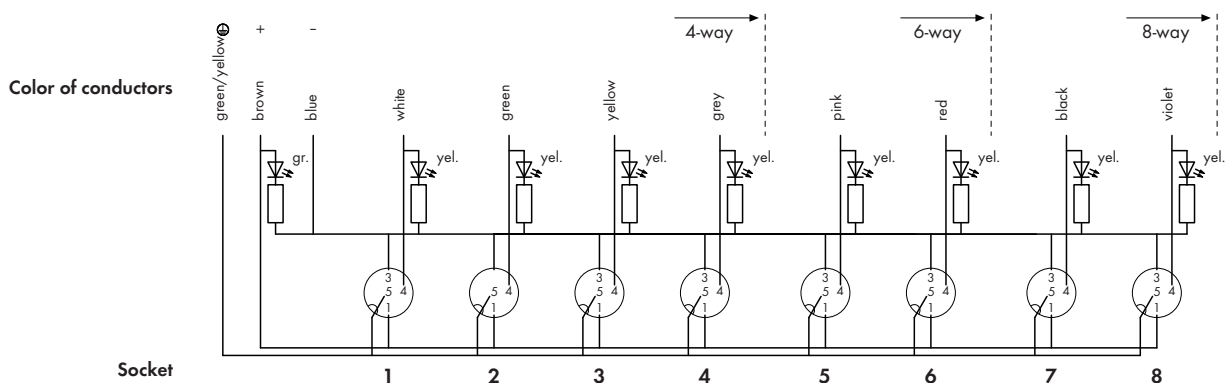 ⏚ + − 4-way 6-way 8-way
Color of conductors green/yellow brown blue white green yellow grey pink red black violet
gr. yel. yel. yel. yel. yel. yel. yel. yel.
3 3 3 3 3 3 3 3
5 4 5 4 5 4 5 4 5 4 5 4 5 4 5 4
1 1 1 1 1 1 1 1
Socket 1 2 3 4 5 6 7 8